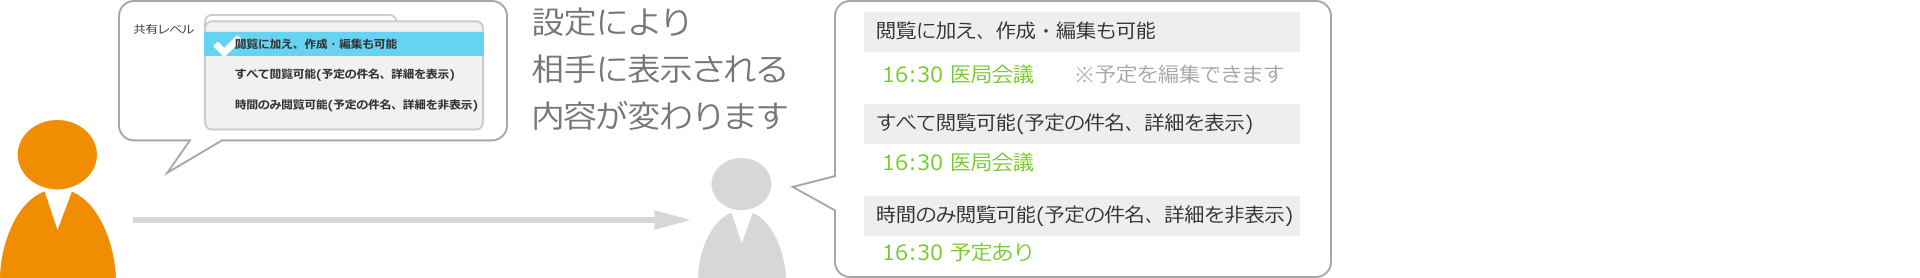 共有レベル
閲覧に加え、作成・編集も可能
すべて閲覧可能(予定の件名、詳細を表示)
時間のみ閲覧可能(予定の件名、詳細を非表示)
設定により
相手に表示される
内容が変わります
閲覧に加え、作成・編集も可能
16:30 医局会議 ※予定を編集できます
すべて閲覧可能(予定の件名、詳細を表示)
16:30 医局会議
時間のみ閲覧可能(予定の件名、詳細を非表示)
16:30 予定あり